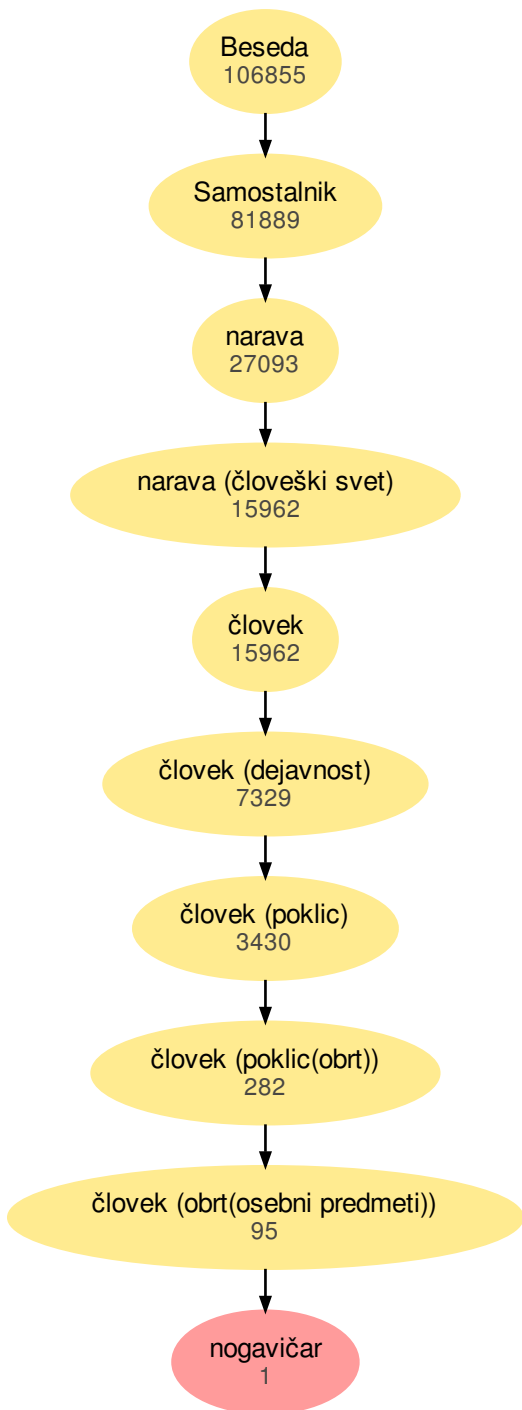 Beseda
106855
Samostalnik
81889
narava
27093
narava (človeški svet)
15962
človek
15962
človek (dejavnost)
7329
človek (poklic)
3430
človek (poklic(obrt))
282
človek (obrt(osebni predmeti))
95
nogavičar
1